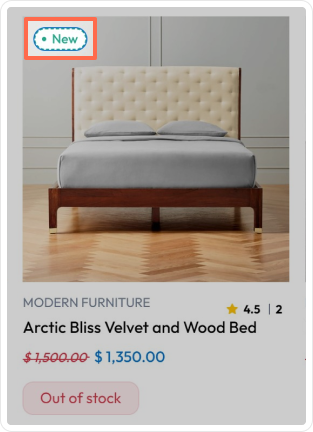 New
MODERN FURNITURE
4.5 | 2
Arctic Bliss Velvet and Wood Bed
$ 1,500.00 $ 1,350.00
Out of stock